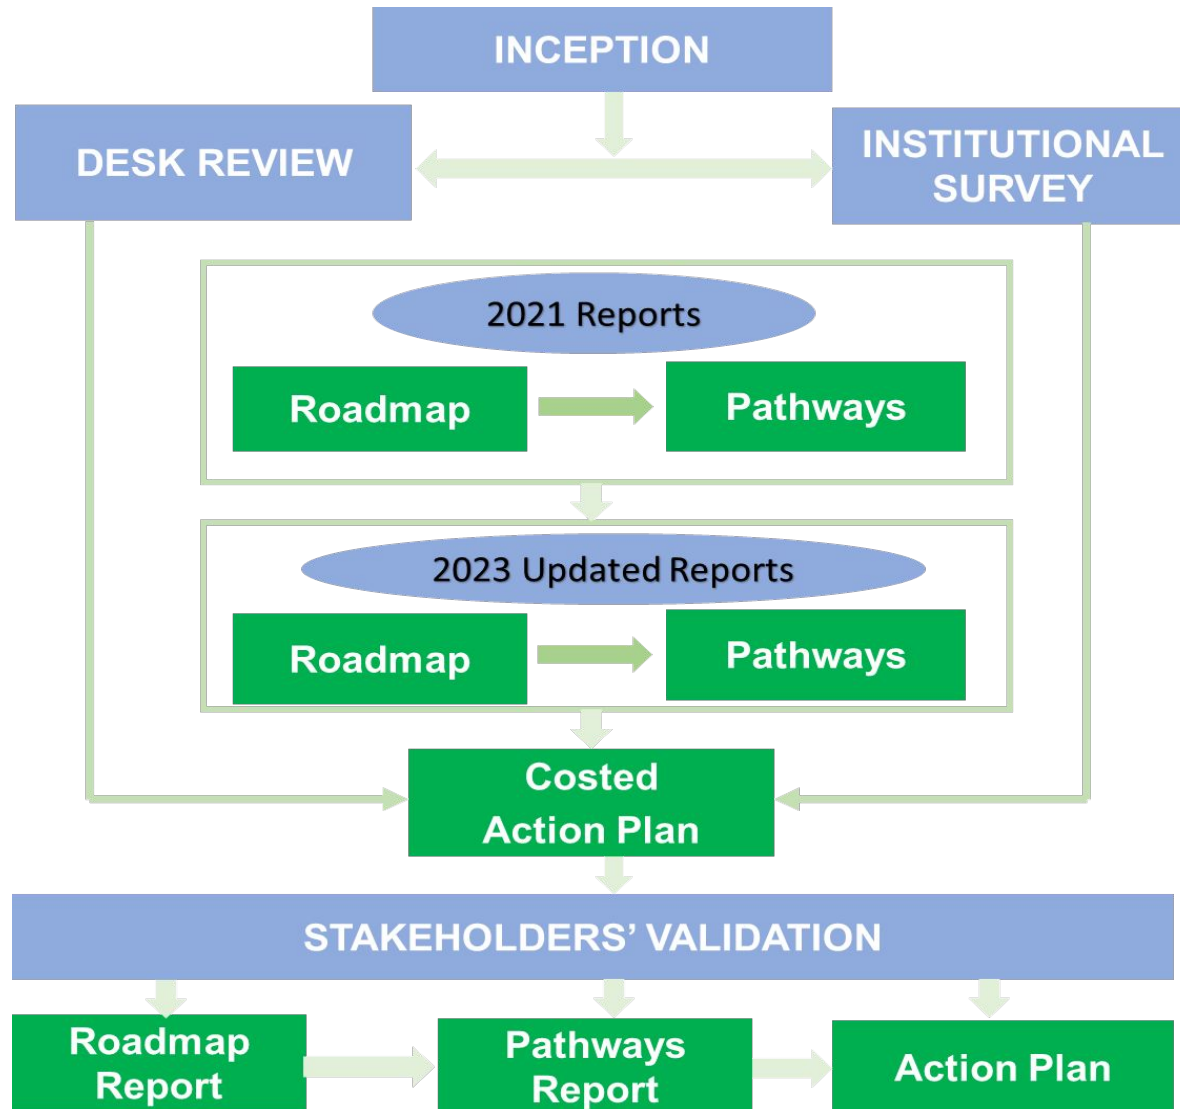 INCEPTION
DESK REVIEW
INSTITUTIONAL
SURVEY
2021 Reports
Roadmap
Pathways
2023 Updated Reports
Roadmap
Pathways
Costed
Action Plan
STAKEHOLDERS’ VALIDATION
Roadmap
Report
Pathways
Report
Action Plan